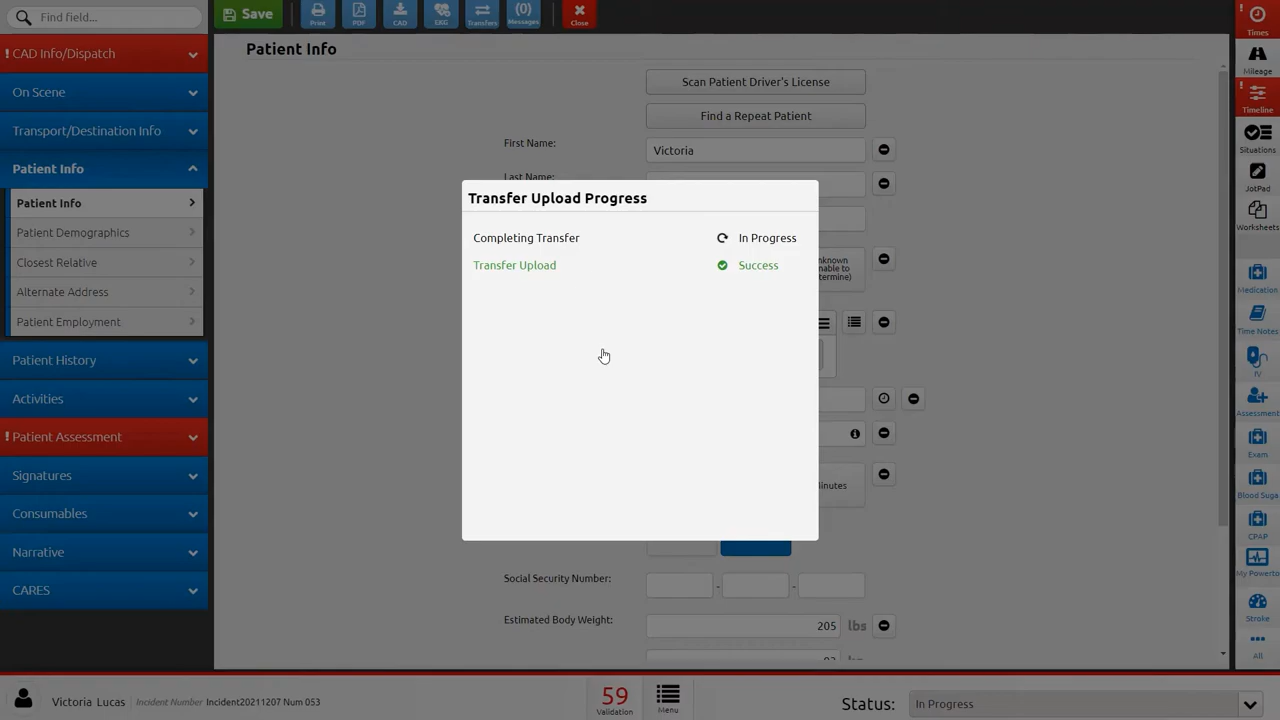 Find field...
Save
Print
PDF
CAD
EKG
Transfers
(0)
Messages
Close
! CAD Info/Dispatch
On Scene
Transport/Destination Info
Patient Info
Patient Info
Patient Demographics
Closest Relative
Alternate Address
Patient Employment
Patient History
Activities
! Patient Assessment
Signatures
Consumables
Narrative
CARES
Patient Info
Scan Patient Driver's License
Find a Repeat Patient
First Name:
Victoria
Last Name:
Transfer Upload Progress
Completing Transfer In Progress
Transfer Upload Success
minutes
Social Security Number: - -
Estimated Body Weight: 205 lbs
! Times
Mileage
! Timeline
Situations
JotPad
Worksheets
Medication
Time Notes
IV
Assessment
Exam
Blood Suga
CPAP
My Powerto
Stroke
All
Victoria Lucas Incident Number Incident20211207 Num 053
59
Validation
Menu
Status: In Progress